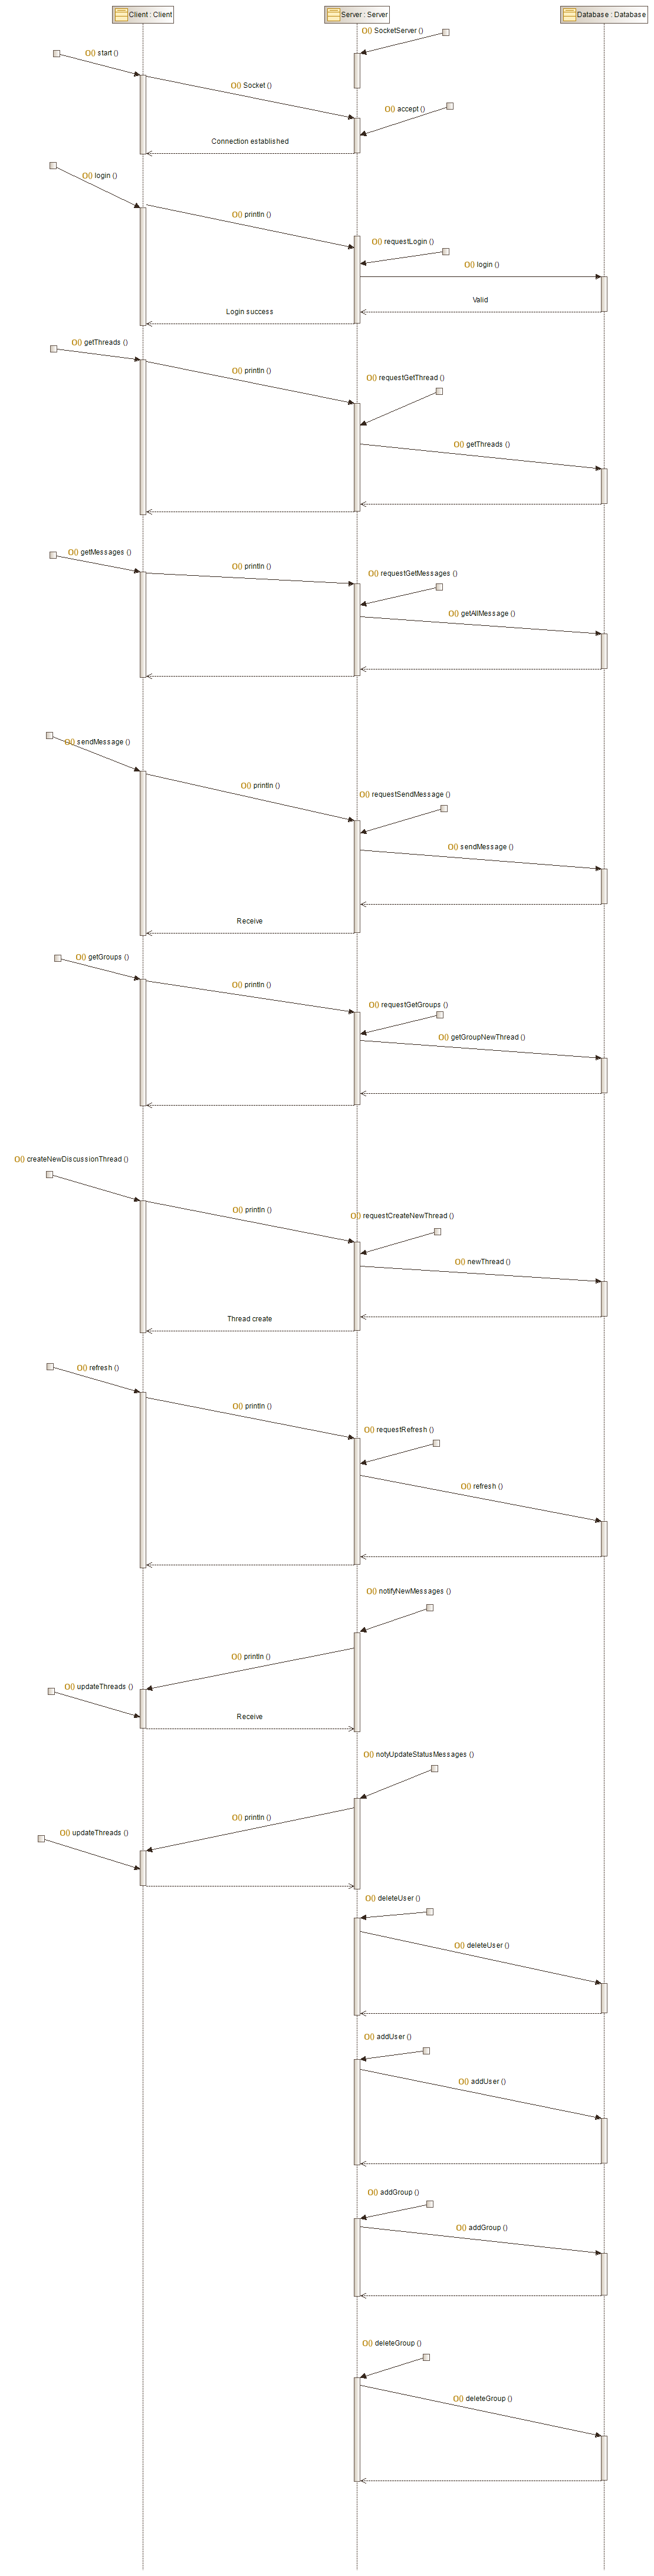 Client : Client
Server : Server
Database : Database
O() SocketServer ()
O() start ()
O() Socket ()
O() accept ()
Connection established
O() login ()
O() println ()
O() requestLogin ()
O() login ()
Valid
Login success
O() getThreads ()
O() println ()
O() requestGetThread ()
O() getThreads ()
O() getMessages ()
O() println ()
O() requestGetMessages ()
O() getAllMessage ()
O() sendMessage ()
O() println ()
O() requestSendMessage ()
O() sendMessage ()
Receive
O() getGroups ()
O() println ()
O() requestGetGroups ()
O() getGroupNewThread ()
O() createNewDiscussionThread ()
O() println ()
O() requestCreateNewThread ()
O() newThread ()
Thread create
O() refresh ()
O() println ()
O() requestRefresh ()
O() refresh ()
O() notifyNewMessages ()
O() println ()
O() updateThreads ()
Receive
O() notyUpdateStatusMessages ()
O() println ()
O() updateThreads ()
O() deleteUser ()
O() deleteUser ()
O() addUser ()
O() addUser ()
O() addGroup ()
O() addGroup ()
O() deleteGroup ()
O() deleteGroup ()